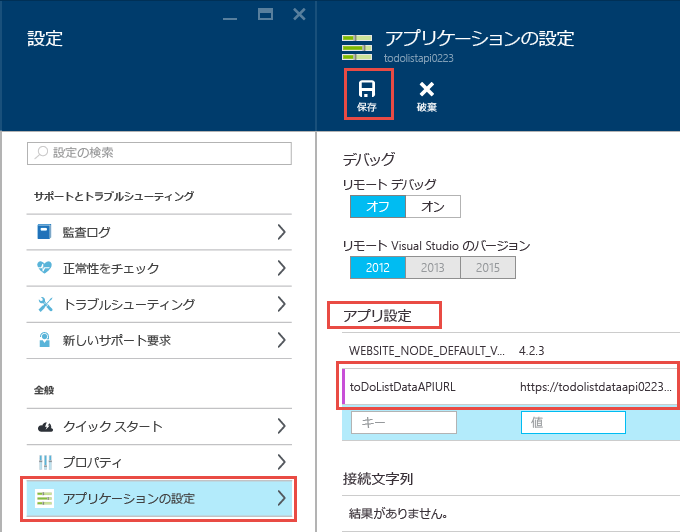 設定
設定の検索
サポートとトラブルシューティング
監査ログ
正常性をチェック
トラブルシューティング
新しいサポート要求
全般
クイック スタート
プロパティ
アプリケーションの設定
アプリケーションの設定
todolistapi0223
保存 破棄
デバッグ
リモート デバッグ
オフ オン
リモート Visual Studio のバージョン
2012 2013 2015
アプリ設定
WEBSITE_NODE_DEFAULT_V... 4.2.3
toDoListDataAPIURL https://todolistdataapi0223...
キー 値
接続文字列
結果がありません。